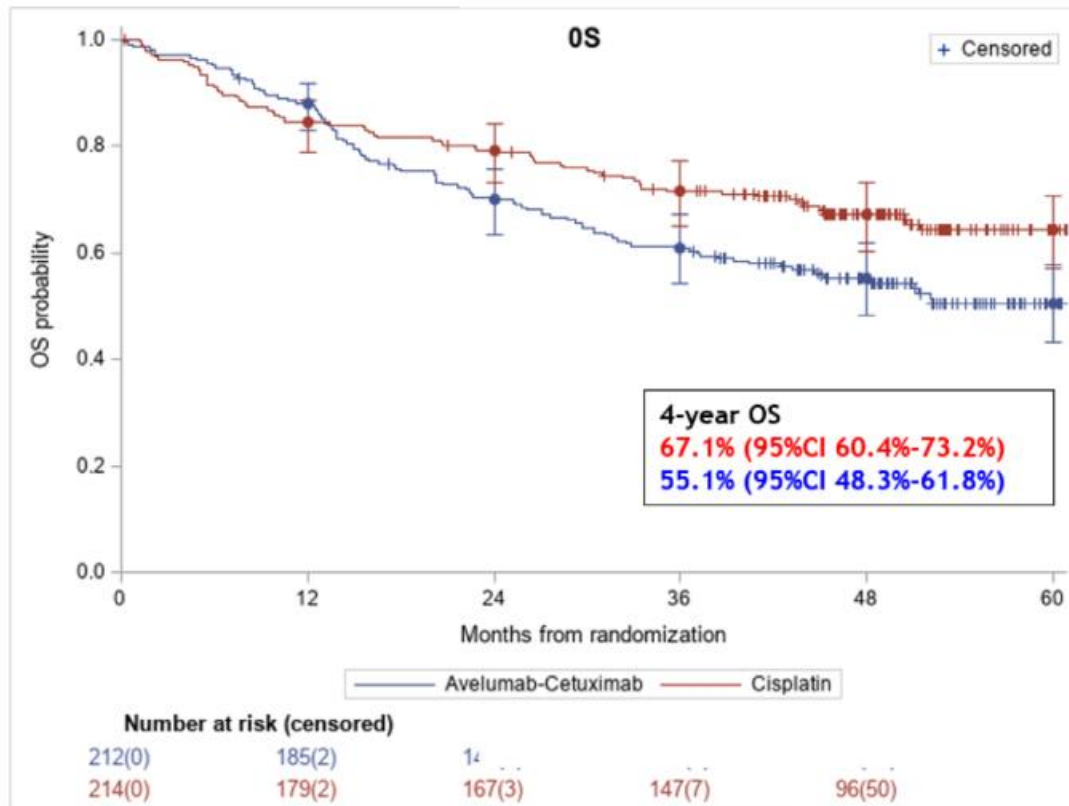 0S
+ Censored
1.0
0.8
0.6
0.4
0.2
0.0
OS probability
4-year OS
67.1% (95%CI 60.4%-73.2%)
55.1% (95%CI 48.3%-61.8%)
0 12 24 36 48 60
Months from randomization
Avelumab-Cetuximab Cisplatin
Number at risk (censored)
212(0) 185(2)
214(0) 179(2) 167(3) 147(7) 96(50)